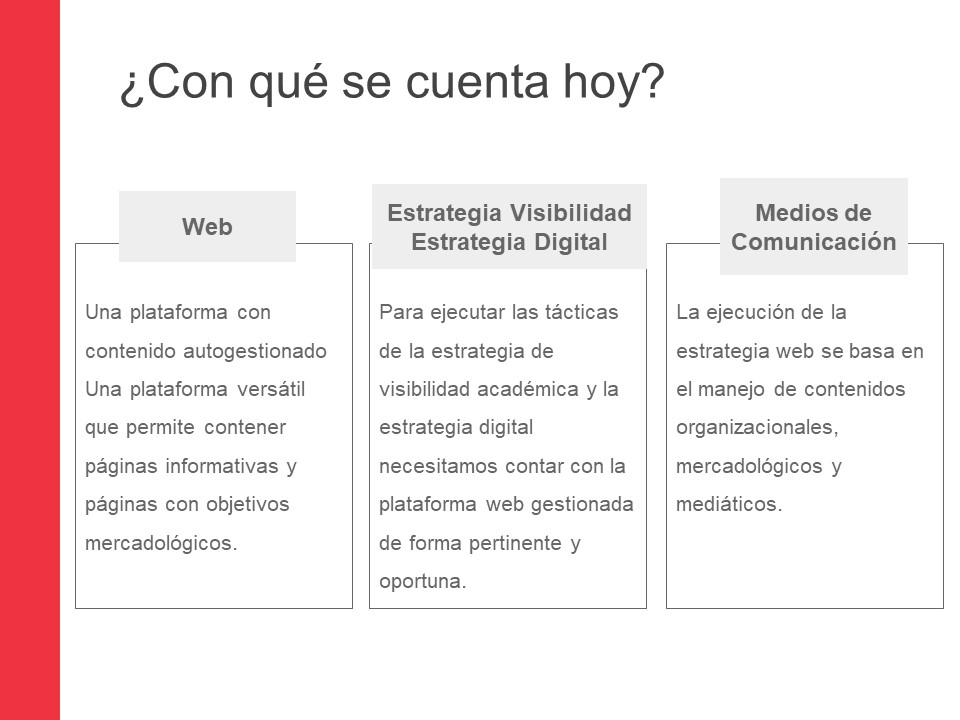 ¿Con qué se cuenta hoy?
Web
Una plataforma con
contenido autogestionado
Una plataforma versátil
que permite contener
páginas informativas y
páginas con objetivos
mercadológicos.
Estrategia Visibilidad
Estrategia Digital
Para ejecutar las tácticas
de la estrategia de
visibilidad académica y la
estrategia digital
necesitamos contar con la
plataforma web gestionada
de forma pertinente y
oportuna.
Medios de
Comunicación
La ejecución de la
estrategia web se basa en
el manejo de contenidos
organizacionales,
mercadológicos y
mediáticos.